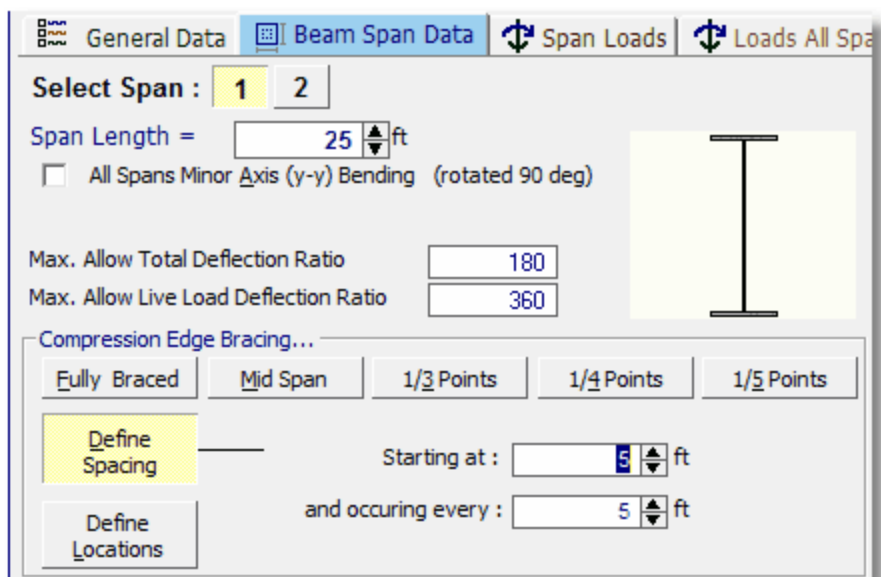 General Data Beam Span Data Span Loads Loads All Spa
Select Span : 1 2
Span Length = 25 ft
All Spans Minor Axis (y-y) Bending (rotated 90 deg)
Max. Allow Total Deflection Ratio 180
Max. Allow Live Load Deflection Ratio 360
Compression Edge Bracing...
Fully Braced Mid Span 1/3 Points 1/4 Points 1/5 Points
Define
Spacing
Starting at : 5 ft
and occuring every : 5 ft
Define
Locations